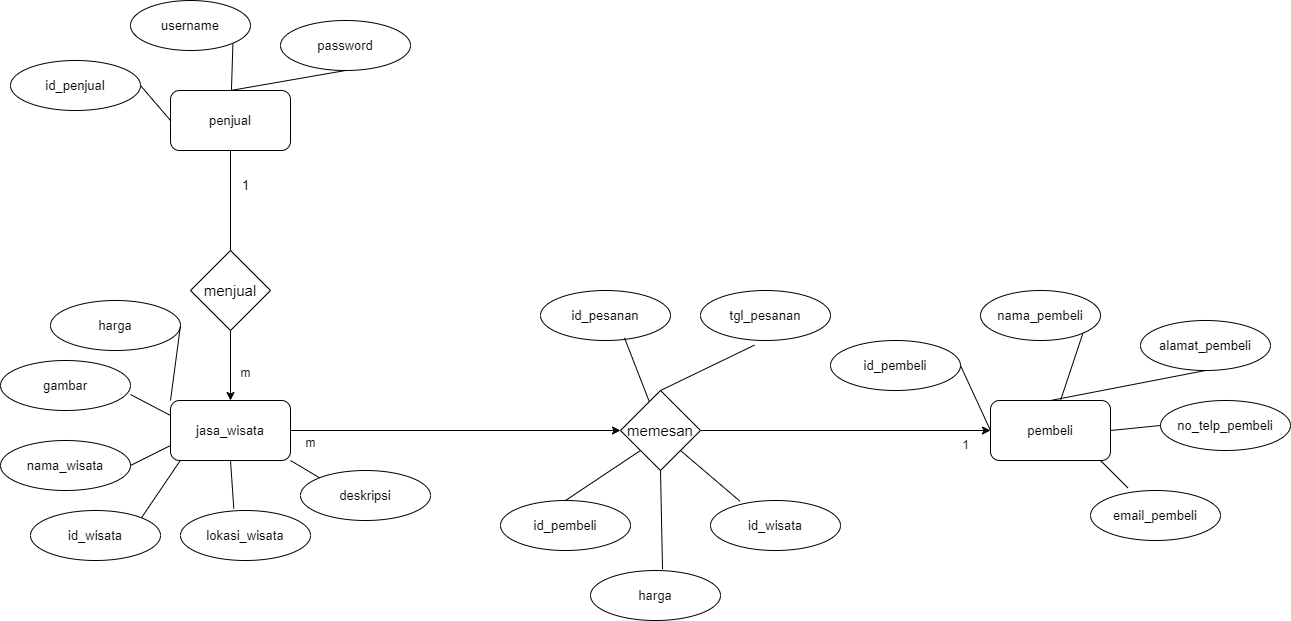 username
password
id_penjual
penjual
1
menjual
harga
id_pesanan
tgl_pesanan
nama_pembeli
alamat_pembeli
id_pembeli
m
gambar
jasa_wisata
m
memesan
1
pembeli
no_telp_pembeli
nama_wisata
deskripsi
id_wisata
lokasi_wisata
id_pembeli
id_wisata
email_pembeli
harga